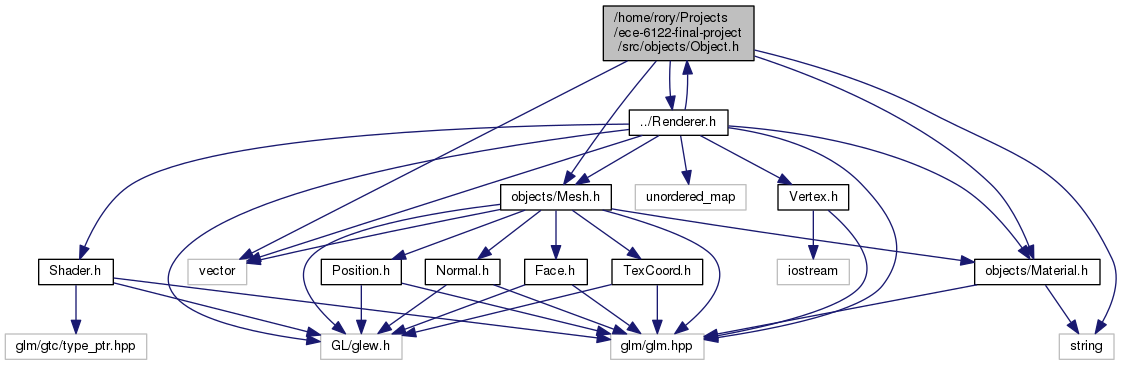 /home/rory/Projects
/ece-6122-final-project
/src/objects/Object.h
../Renderer.h
objects/Mesh.h
unordered_map
Vertex.h
Shader.h
vector
Position.h
Normal.h
Face.h
TexCoord.h
iostream
objects/Material.h
glm/gtc/type_ptr.hpp
GL/glew.h
glm/glm.hpp
string